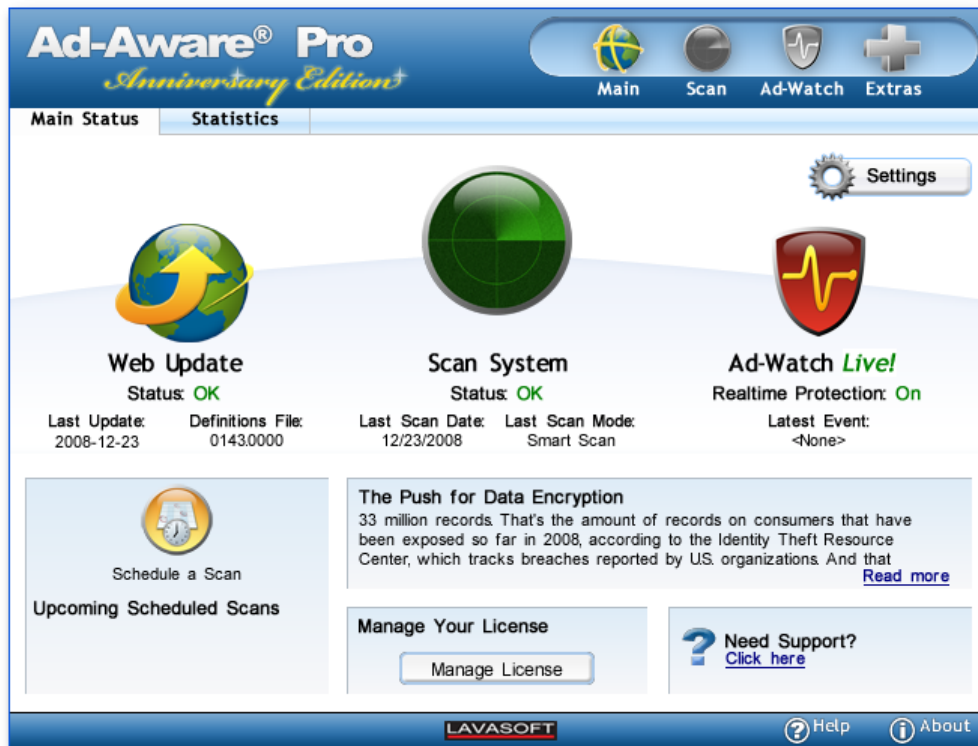 Ad-Aware® Pro
Anniversary Edition
Main Scan Ad-Watch Extras
Main Status Statistics
Settings
Web Update
Status: OK
Last Update: Definitions File:
2008-12-23 0143.0000
Scan System
Status: OK
Last Scan Date: Last Scan Mode:
12/23/2008 Smart Scan
Ad-Watch Live!
Realtime Protection: On
Latest Event:
<None>
Schedule a Scan
Upcoming Scheduled Scans
The Push for Data Encryption
33 million records. That's the amount of records on consumers that have
been exposed so far in 2008, according to the Identity Theft Resource
Center, which tracks breaches reported by U.S. organizations. And that
Read more
Manage Your License
Manage License
Need Support?
Click here
LAVASOFT
Help About